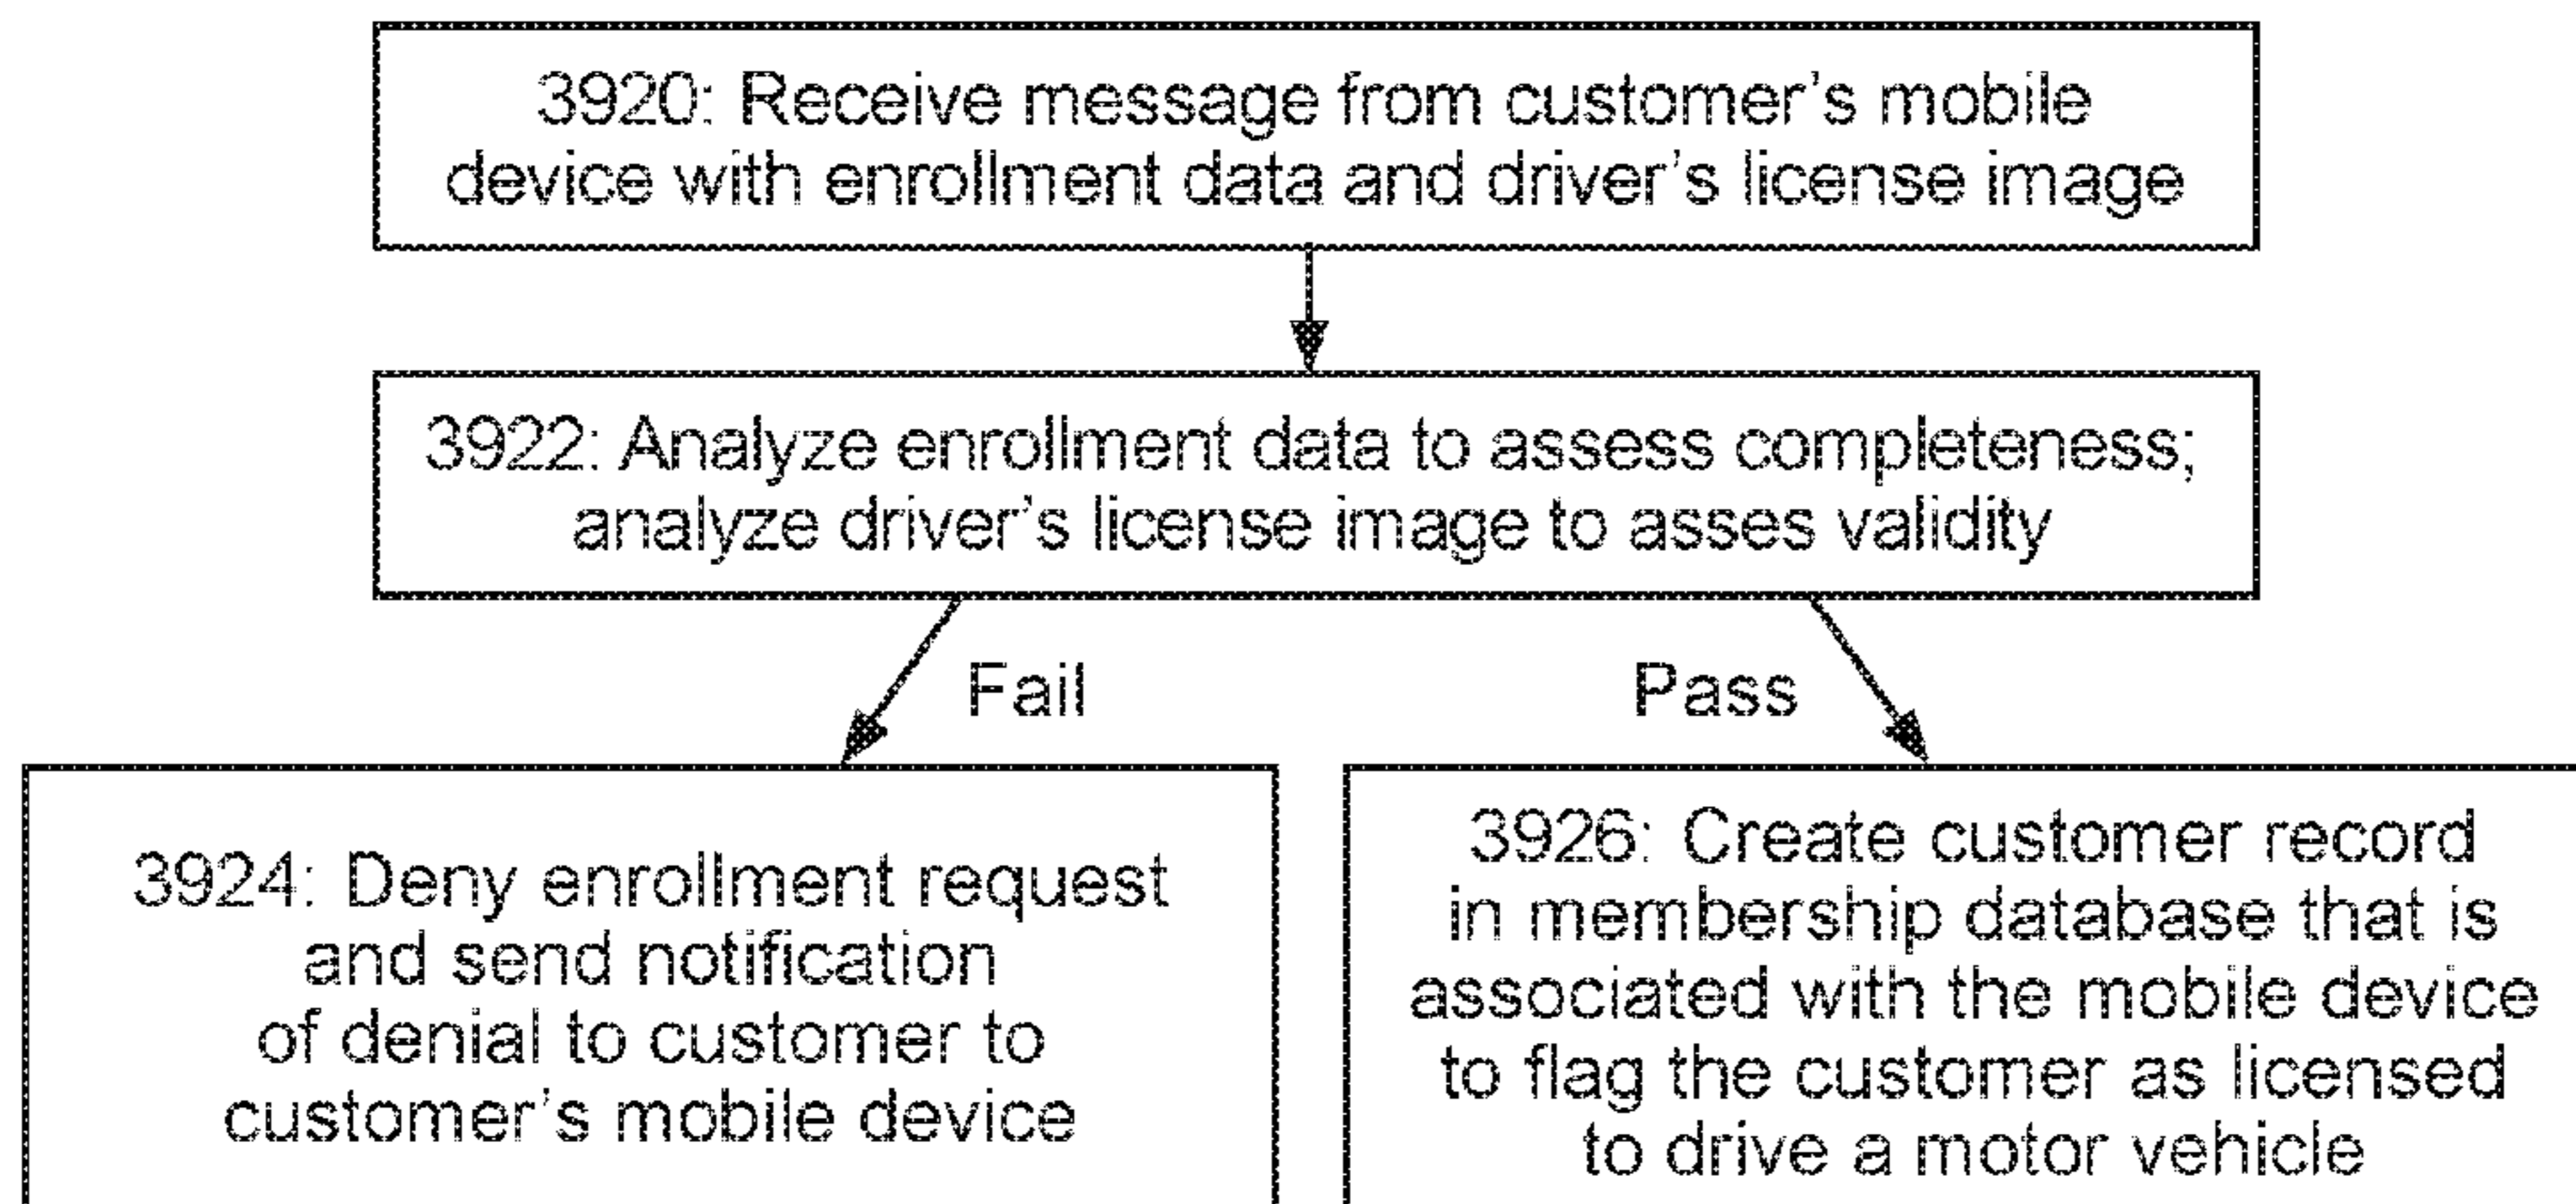 3920: Receive message from customer's mobile
device with enrollment data and driver's license image
3922: Analyze enrollment data to assess completeness;
analyze driver's license image to asses validity
Fail
Pass
3924: Deny enrollment request
and send notification
of denial to customer to
customer's mobile device
3926: Create customer record
in membership database that is
associated with the mobile device
to flag the customer as licensed
to drive a motor vehicle